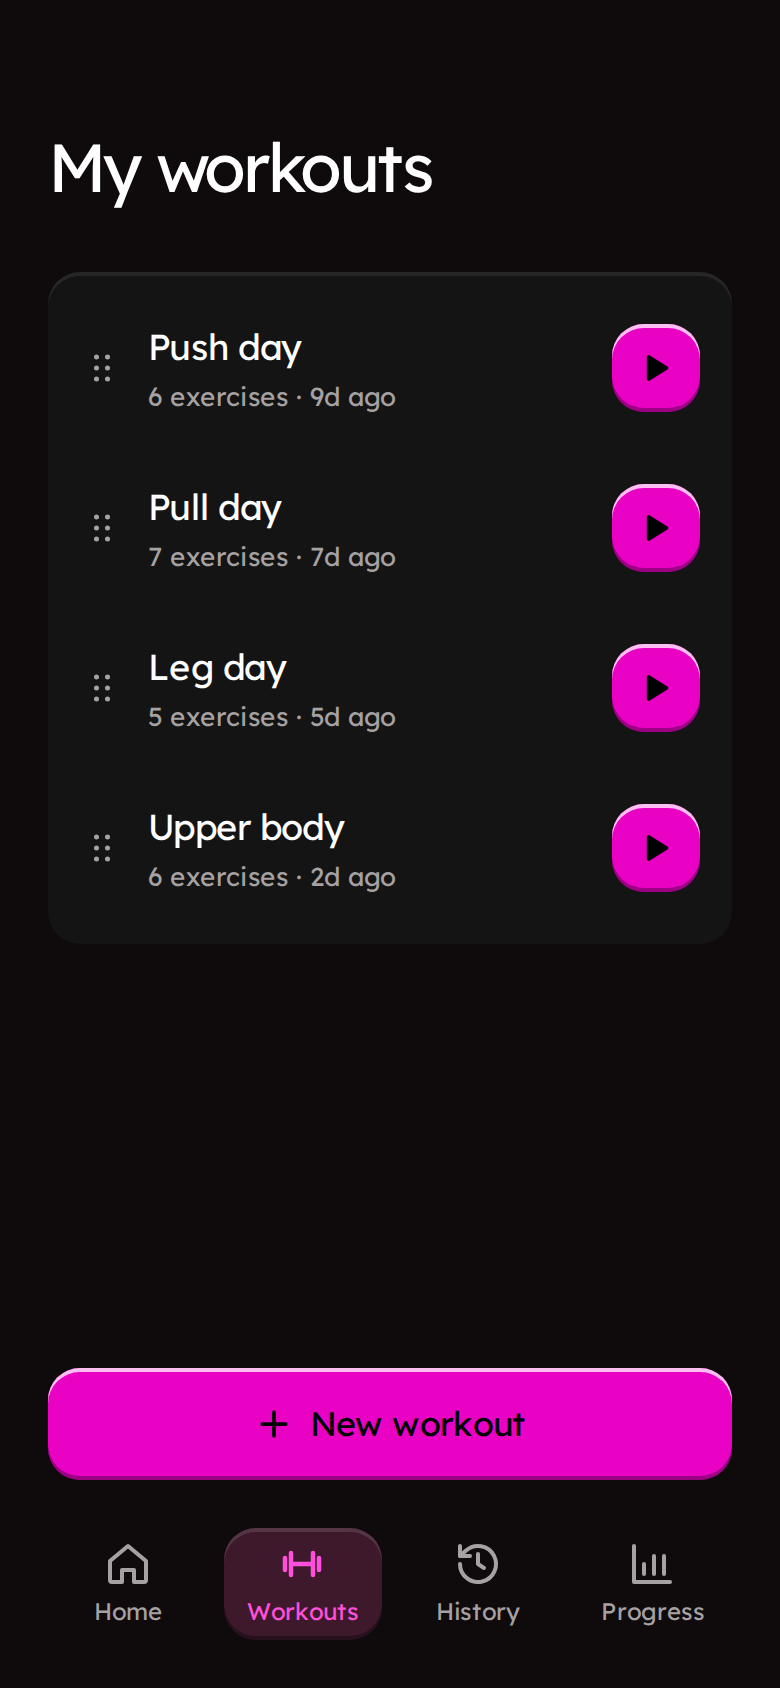 My workouts
Push day
6 exercises · 9d ago
Pull day
7 exercises · 7d ago
Leg day
5 exercises · 5d ago
Upper body
6 exercises · 2d ago
New workout
Home
Workouts
History
Progress